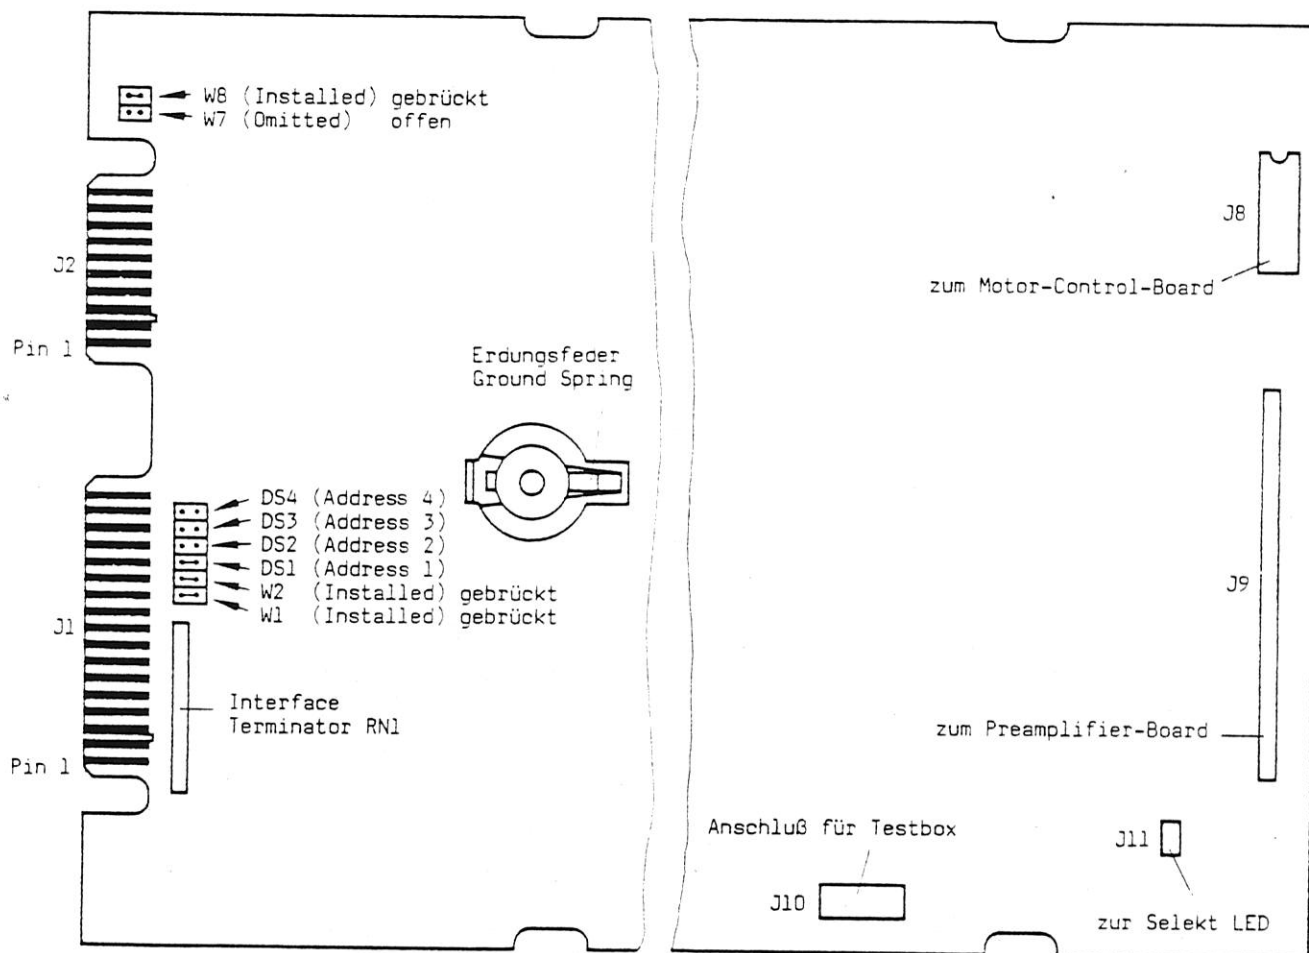 W8 (Installed) gebrückt
W7 (Omitted) offen
J2
Pin 1
J8
zum Motor-Control-Board
Erdungsfeder
Ground Spring
DS4 (Address 4)
DS3 (Address 3)
DS2 (Address 2)
DS1 (Address 1)
W2 (Installed) gebrückt
W1 (Installed) gebrückt
J1
Pin 1
Interface
Terminator RN1
J9
zum Preamplifier-Board
Anschluß für Testbox
J10
J11
zur Selekt LED